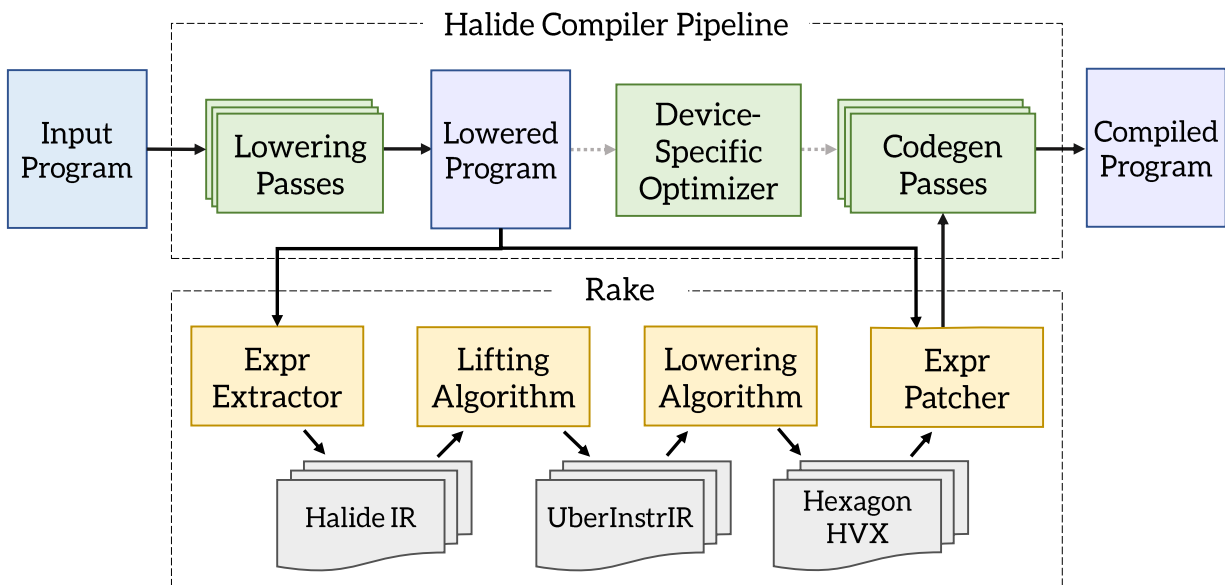 Halide Compiler Pipeline
Input
Program
Lowering
Passes
Lowered
Program
Device-
Specific
Optimizer
Codegen
Passes
Compiled
Program
Rake
Expr
Extractor
Lifting
Algorithm
Lowering
Algorithm
Expr
Patcher
Halide IR
UberInstrIR
Hexagon
HVX